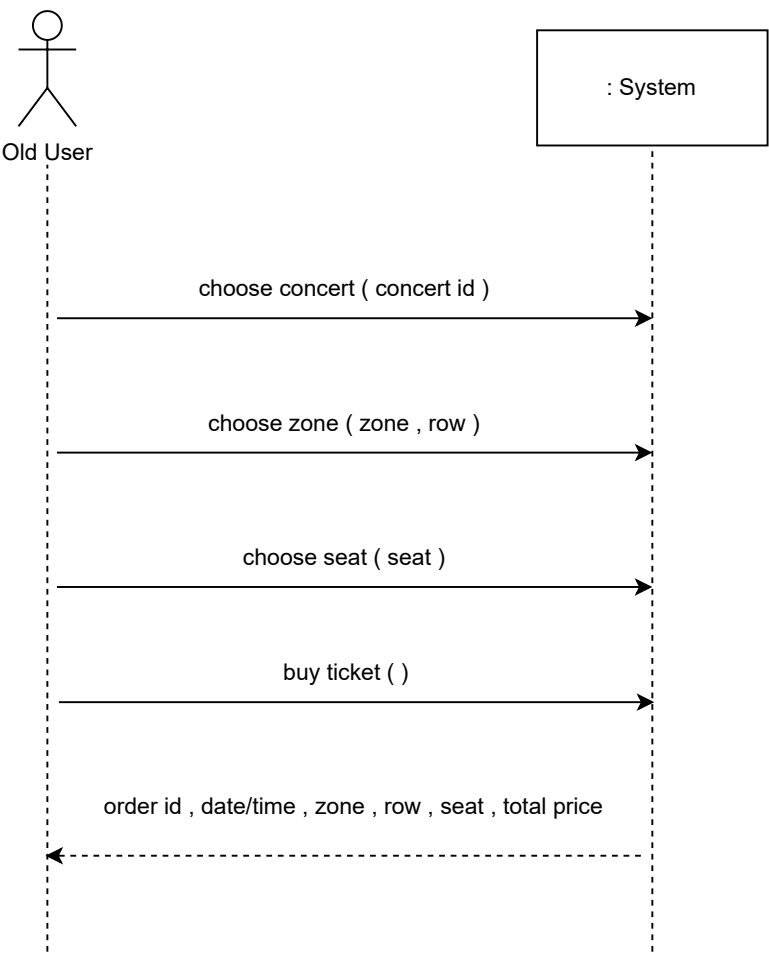 Old User
: System
choose concert ( concert id )
choose zone ( zone , row )
choose seat ( seat )
buy ticket ( )
order id , date/time , zone , row , seat , total price